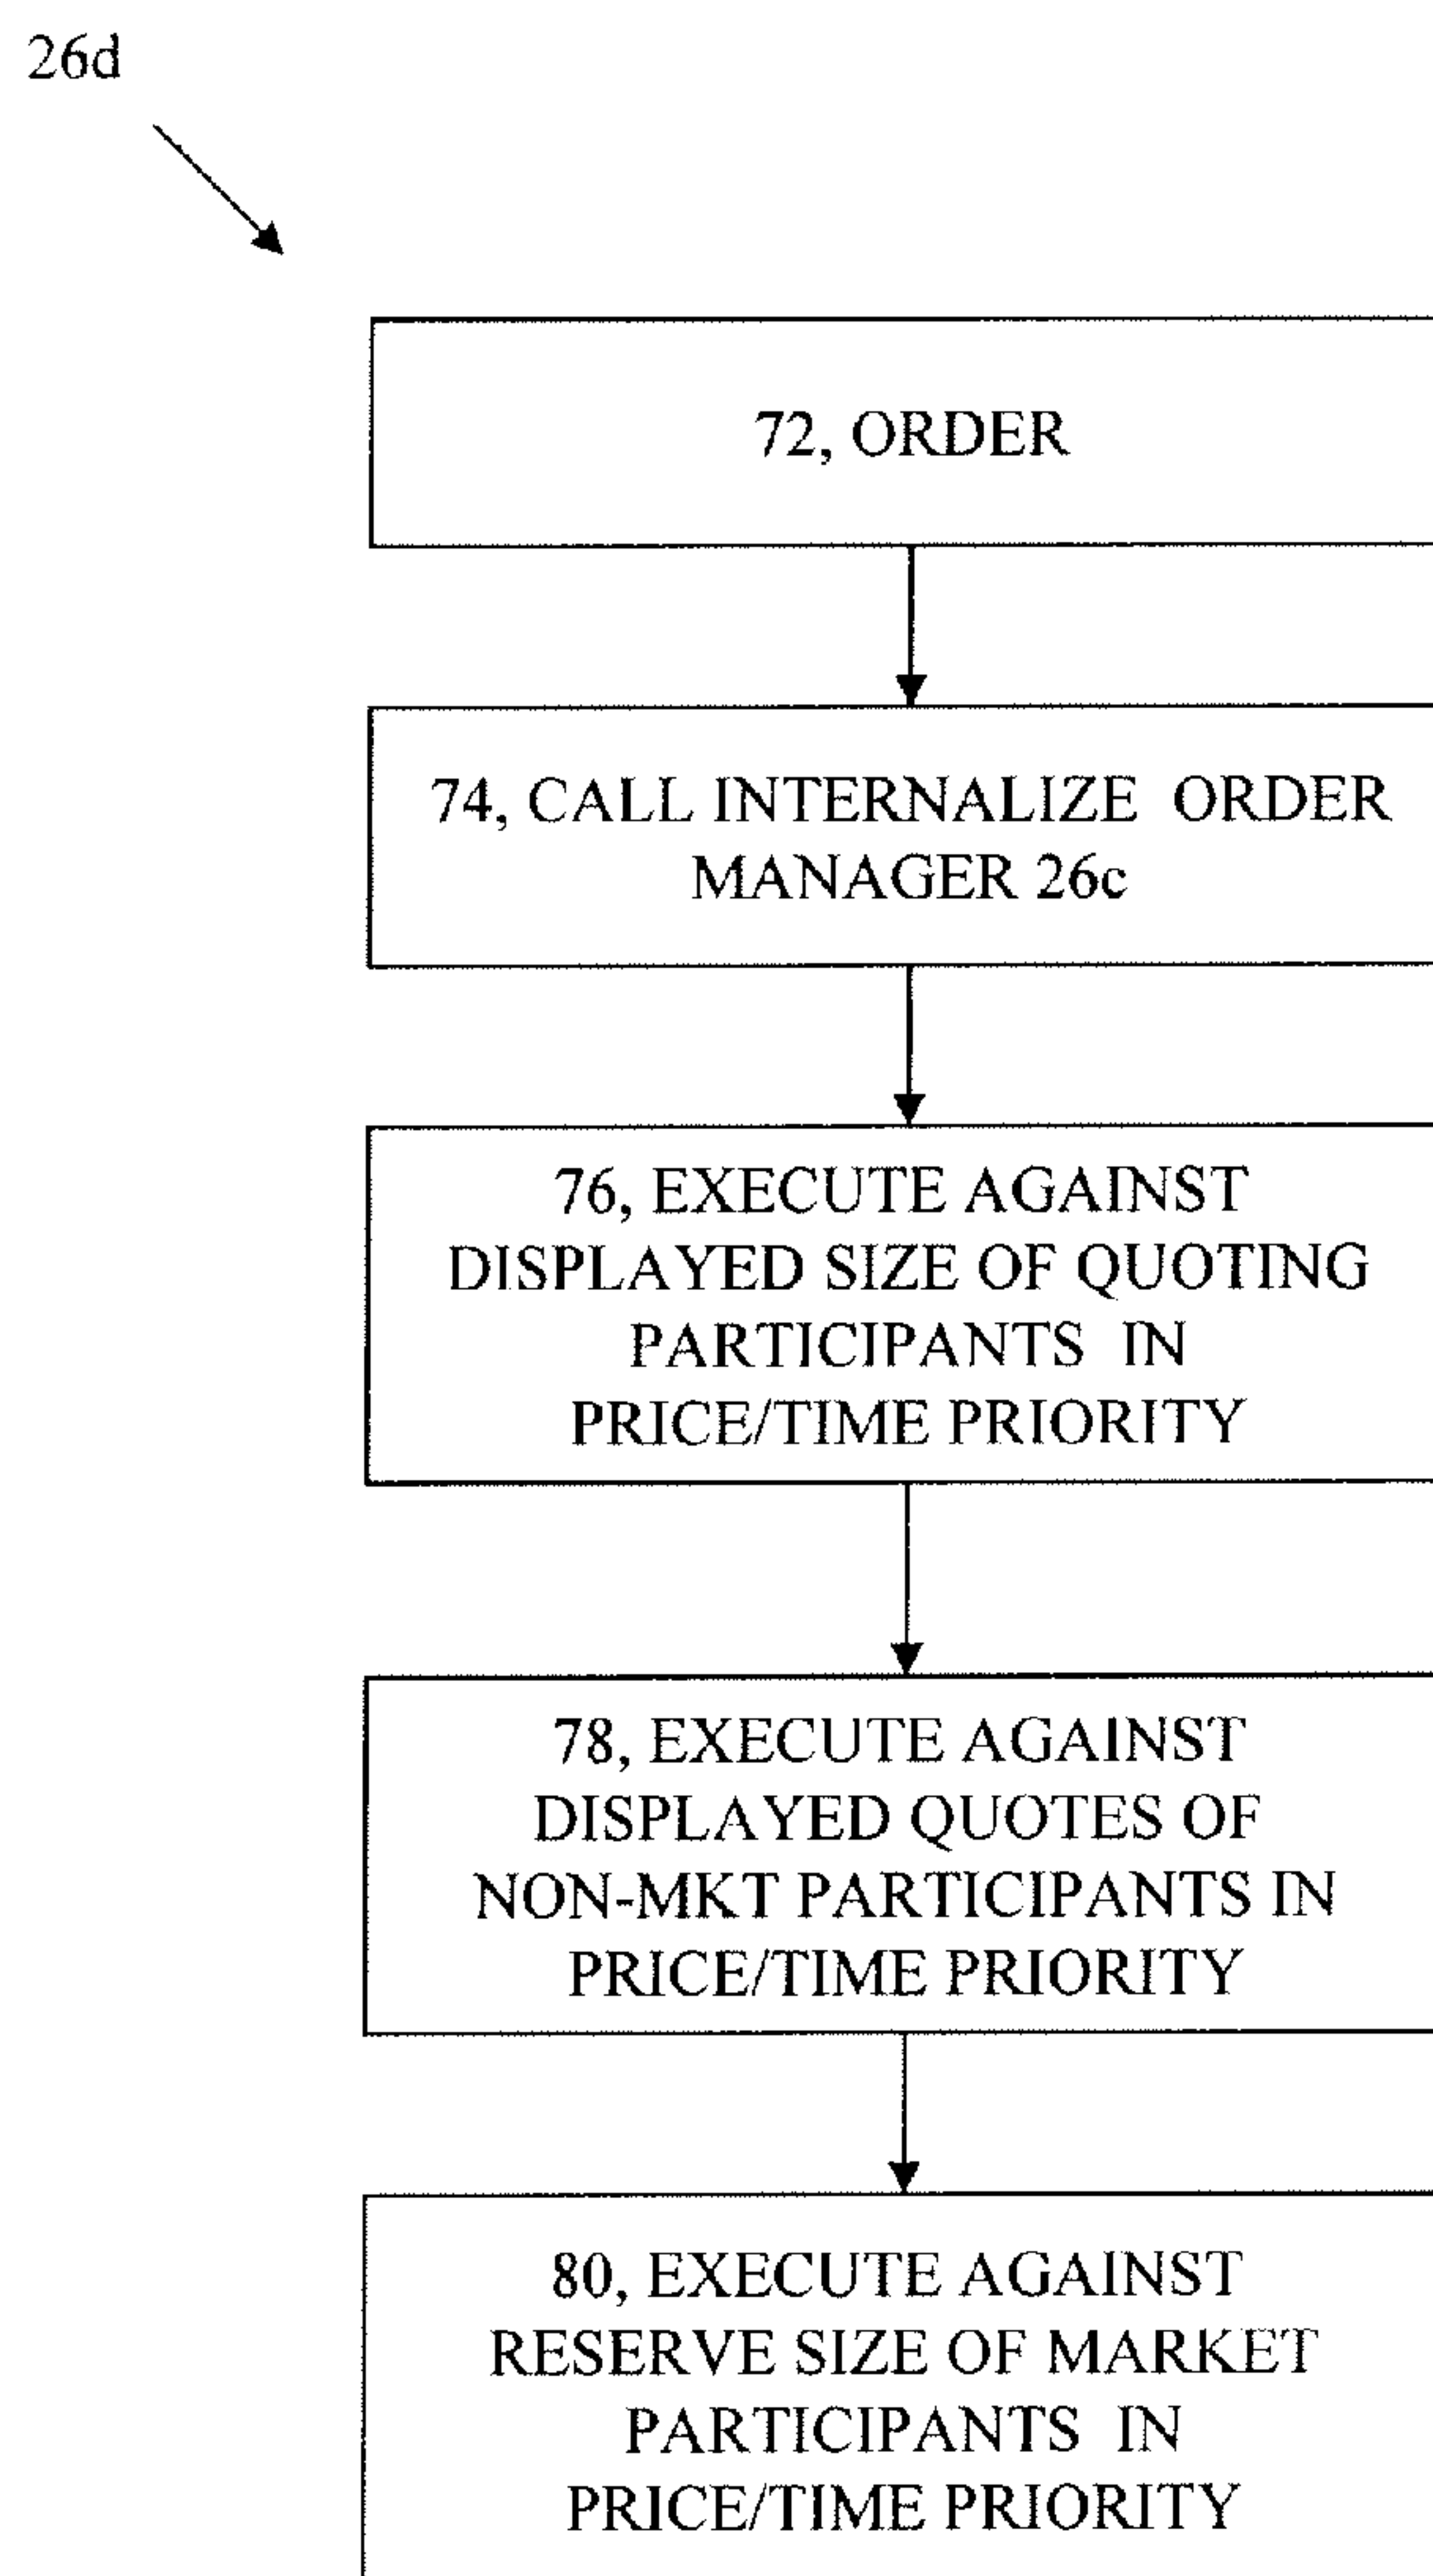 26d
72, ORDER
74, CALL INTERNALIZE ORDER
MANAGER 26c
76, EXECUTE AGAINST
DISPLAYED SIZE OF QUOTING
PARTICIPANTS IN
PRICE/TIME PRIORITY
78, EXECUTE AGAINST
DISPLAYED QUOTES OF
NON-MKT PARTICIPANTS IN
PRICE/TIME PRIORITY
80, EXECUTE AGAINST
RESERVE SIZE OF MARKET
PARTICIPANTS IN
PRICE/TIME PRIORITY